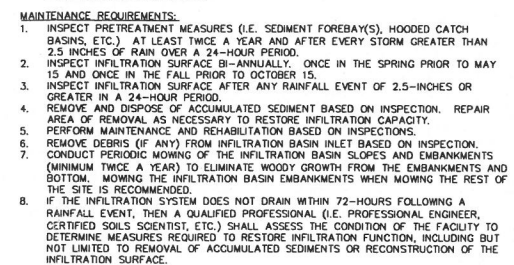 MAINTENANCE REQUIREMENTS:
1. INSPECT PRETREATMENT MEASURES (I.E. SEDIMENT FOREBAY(S), HOODED CATCH
BASINS, ETC.) AT LEAST TWICE A YEAR AND AFTER EVERY STORM GREATER THAN
2.5 INCHES OF RAIN OVER A 24-HOUR PERIOD.
2. INSPECT INFILTRATION SURFACE BI-ANNUALLY. ONCE IN THE SPRING PRIOR TO MAY
15 AND ONCE IN THE FALL PRIOR TO OCTOBER 15.
3. INSPECT INFILTRATION SURFACE AFTER ANY RAINFALL EVENT OF 2.5-INCHES OR
GREATER IN A 24-HOUR PERIOD.
4. REMOVE AND DISPOSE OF ACCUMULATED SEDIMENT BASED ON INSPECTION. REPAIR
AREA OF REMOVAL AS NECESSARY TO RESTORE INFILTRATION CAPACITY.
5. PERFORM MAINTENANCE AND REHABILITATION BASED ON INSPECTIONS.
6. REMOVE DEBRIS (IF ANY) FROM INFILTRATION BASIN INLET BASED ON INSPECTION.
7. CONDUCT PERIODIC MOWING OF THE INFILTRATION BASIN SLOPES AND EMBANKMENTS
(MINIMUM TWICE A YEAR) TO ELIMINATE WOODY GROWTH FROM THE EMBANKMENTS AND
BOTTOM. MOWING THE INFILTRATION BASIN EMBANKMENTS WHEN MOWING THE REST OF
THE SITE IS RECOMMENDED.
8. IF THE INFILTRATION SYSTEM DOES NOT DRAIN WITHIN 72-HOURS FOLLOWING A
RAINFALL EVENT, THEN A QUALIFIED PROFESSIONAL (I.E. PROFESSIONAL ENGINEER,
CERTIFIED SOILS SCIENTIST, ETC.) SHALL ASSESS THE CONDITION OF THE FACILITY TO
DETERMINE MEASURES REQUIRED TO RESTORE INFILTRATION FUNCTION, INCLUDING BUT
NOT LIMITED TO REMOVAL OF ACCUMULATED SEDIMENTS OR RECONSTRUCTION OF THE
INFILTRATION SURFACE.